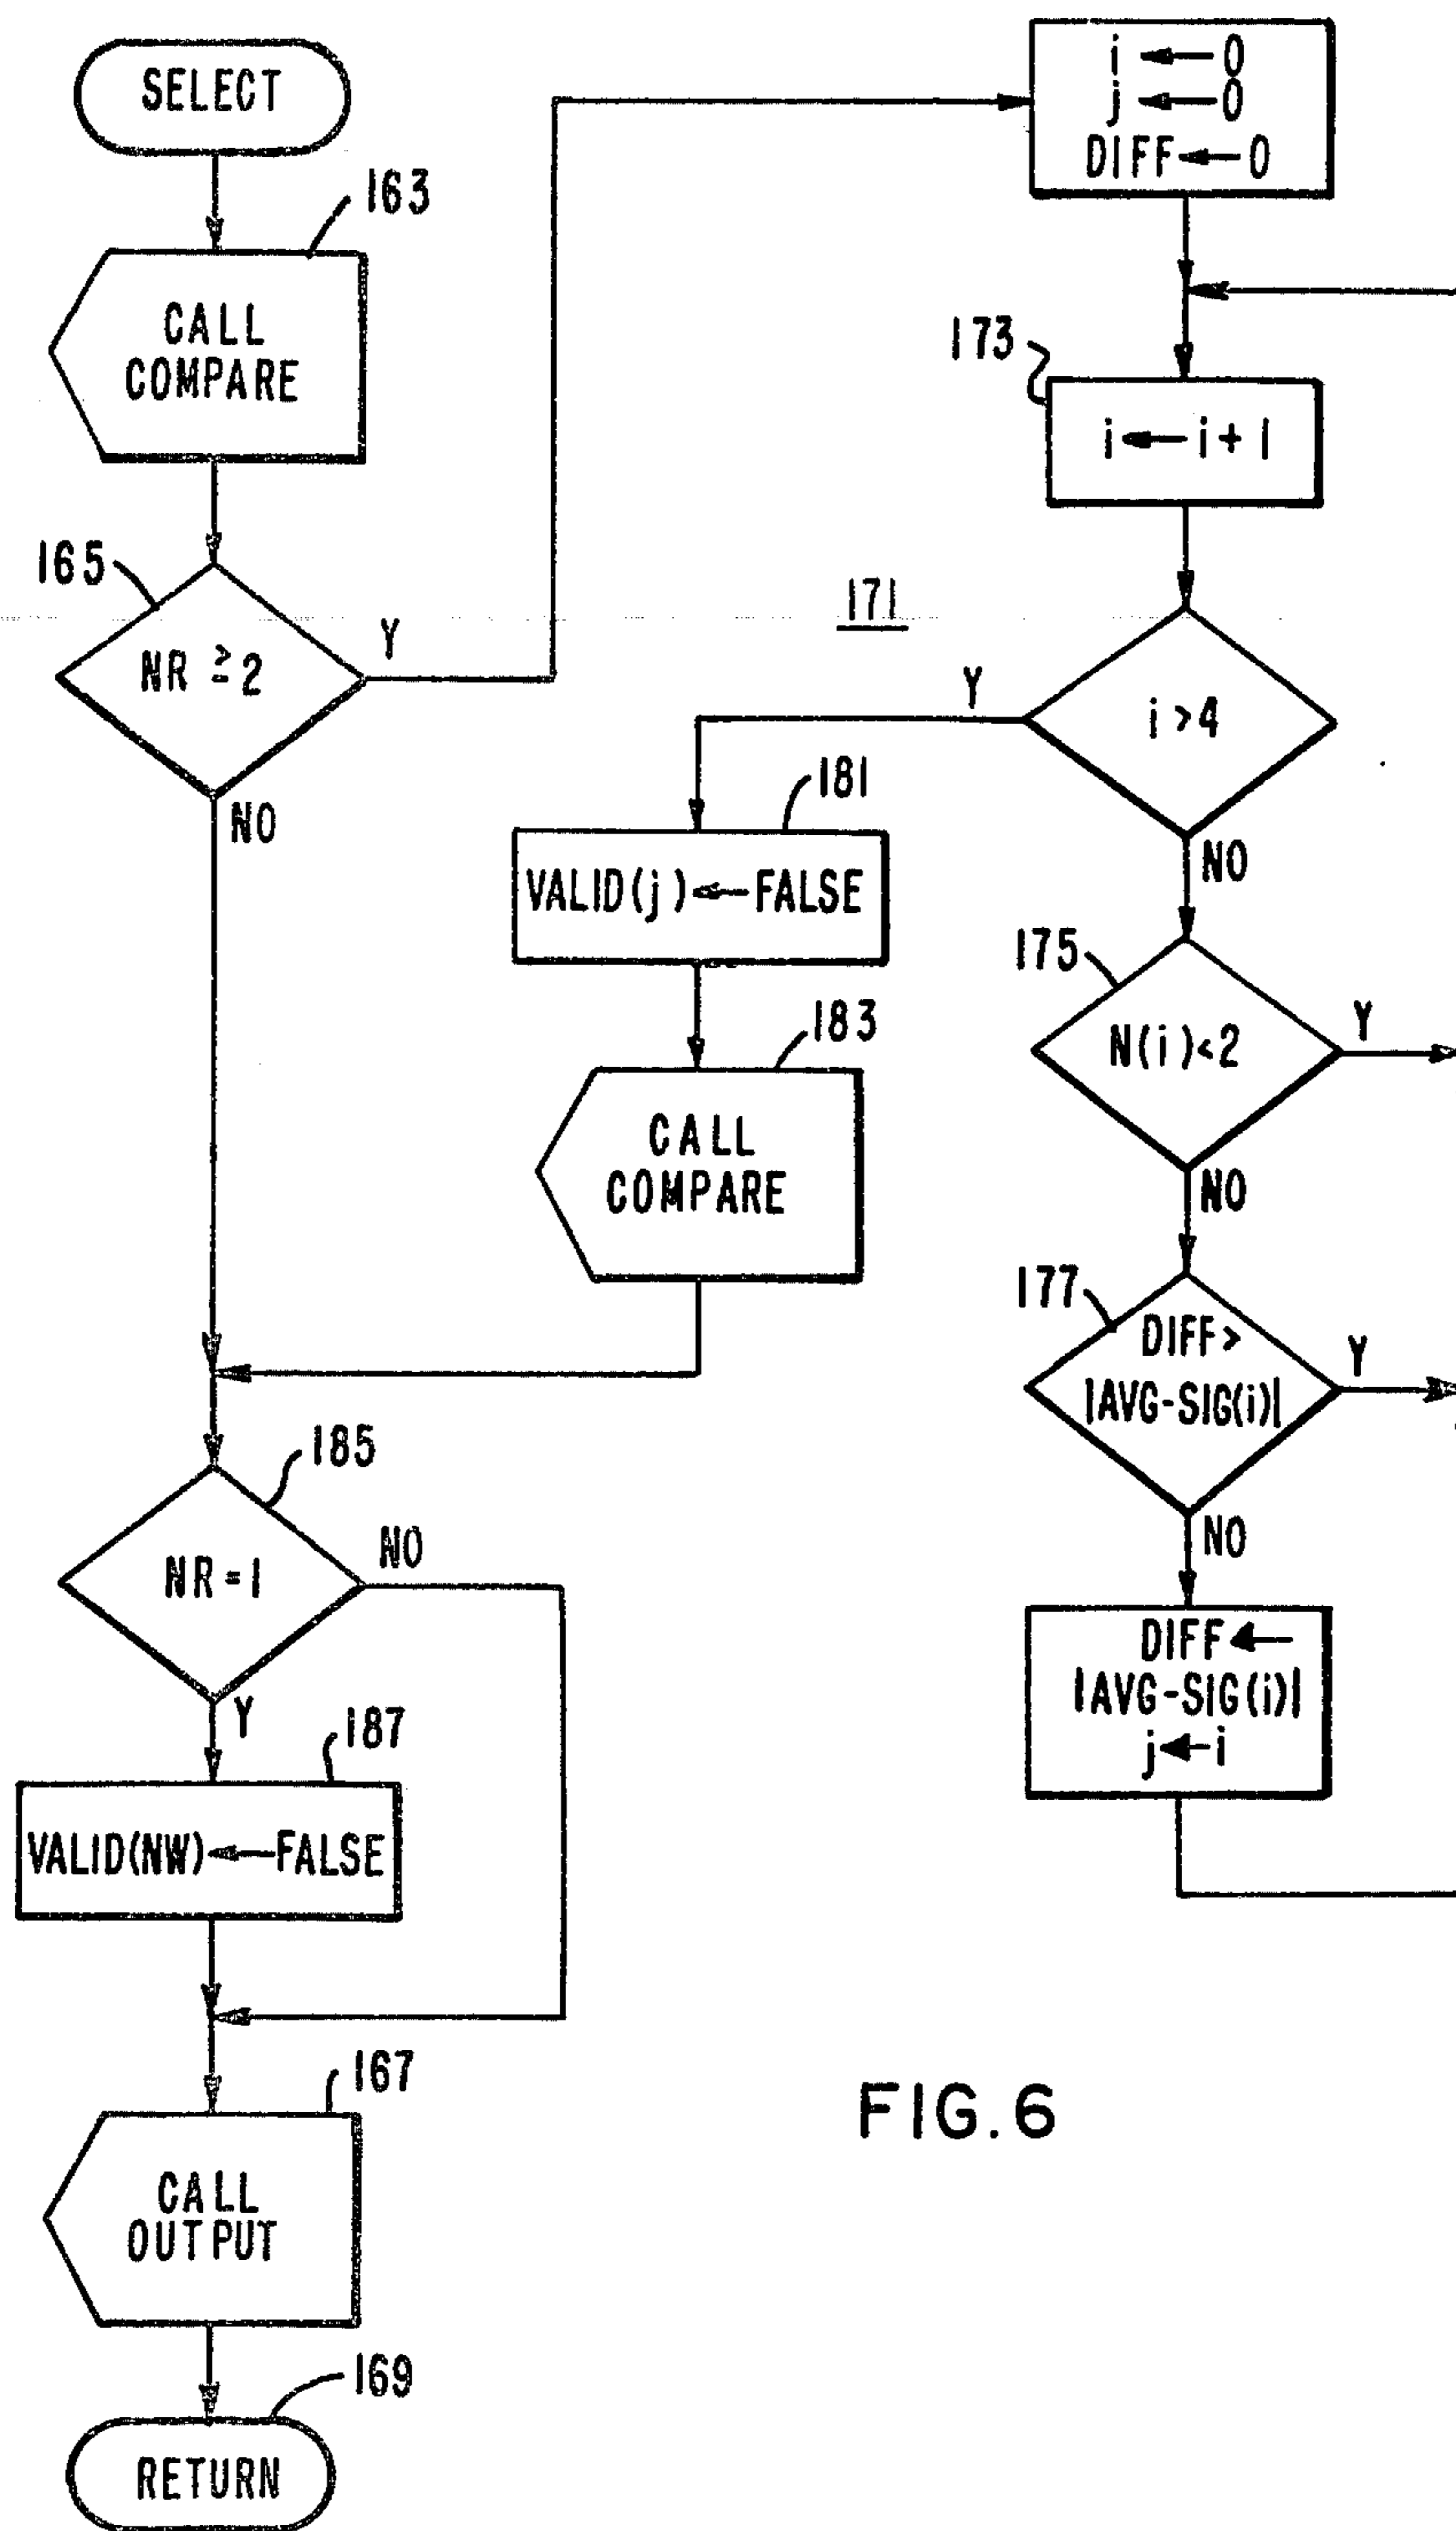 SELECT
163
CALL
COMPARE
165
NR ≥ 2
Y
NO
i ← 0
j ← 0
DIFF ← 0
173
i ← i + 1
171
i > 4
Y
NO
181
VALID(j) ← FALSE
183
CALL
COMPARE
175
N(i) < 2
Y
NO
177
DIFF >
|AVG-SIG(i)|
Y
NO
DIFF ←
|AVG-SIG(i)|
j ← i
185
NR = 1
NO
Y
187
VALID(NW) ← FALSE
167
CALL
OUTPUT
169
RETURN
FIG. 6